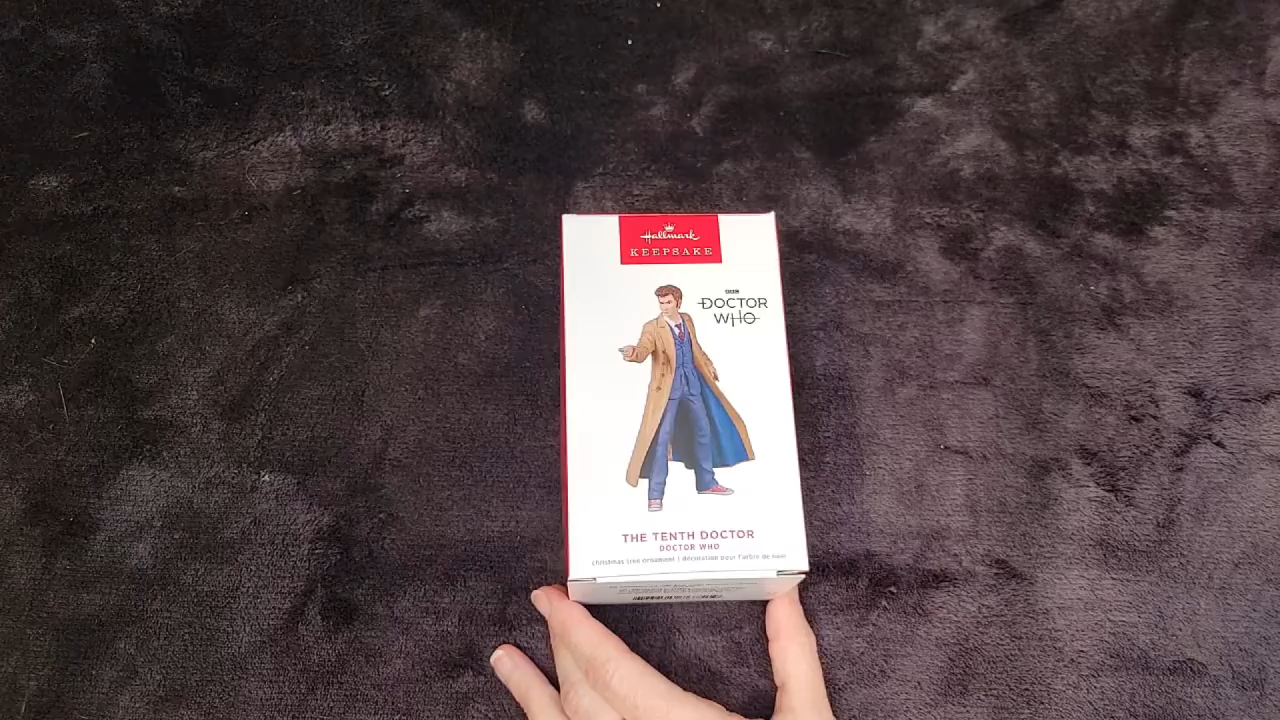 Hallmark
KEEPSAKE
BBC
DOCTOR
WHO
THE TENTH DOCTOR
DOCTOR WHO
Christmas tree ornament | décoration pour l'arbre de Noël